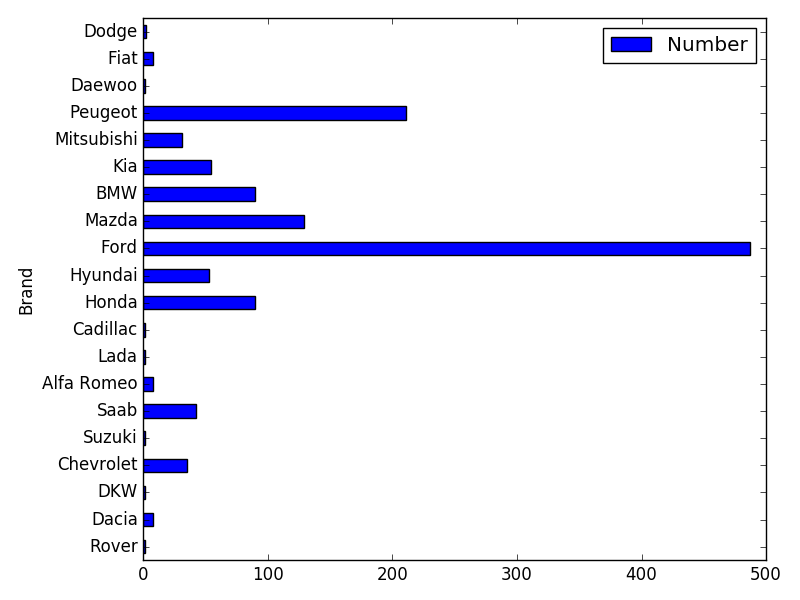 Number
Brand
Dodge
Fiat
Daewoo
Peugeot
Mitsubishi
Kia
BMW
Mazda
Ford
Hyundai
Honda
Cadillac
Lada
Alfa Romeo
Saab
Suzuki
Chevrolet
DKW
Dacia
Rover
0 100 200 300 400 500